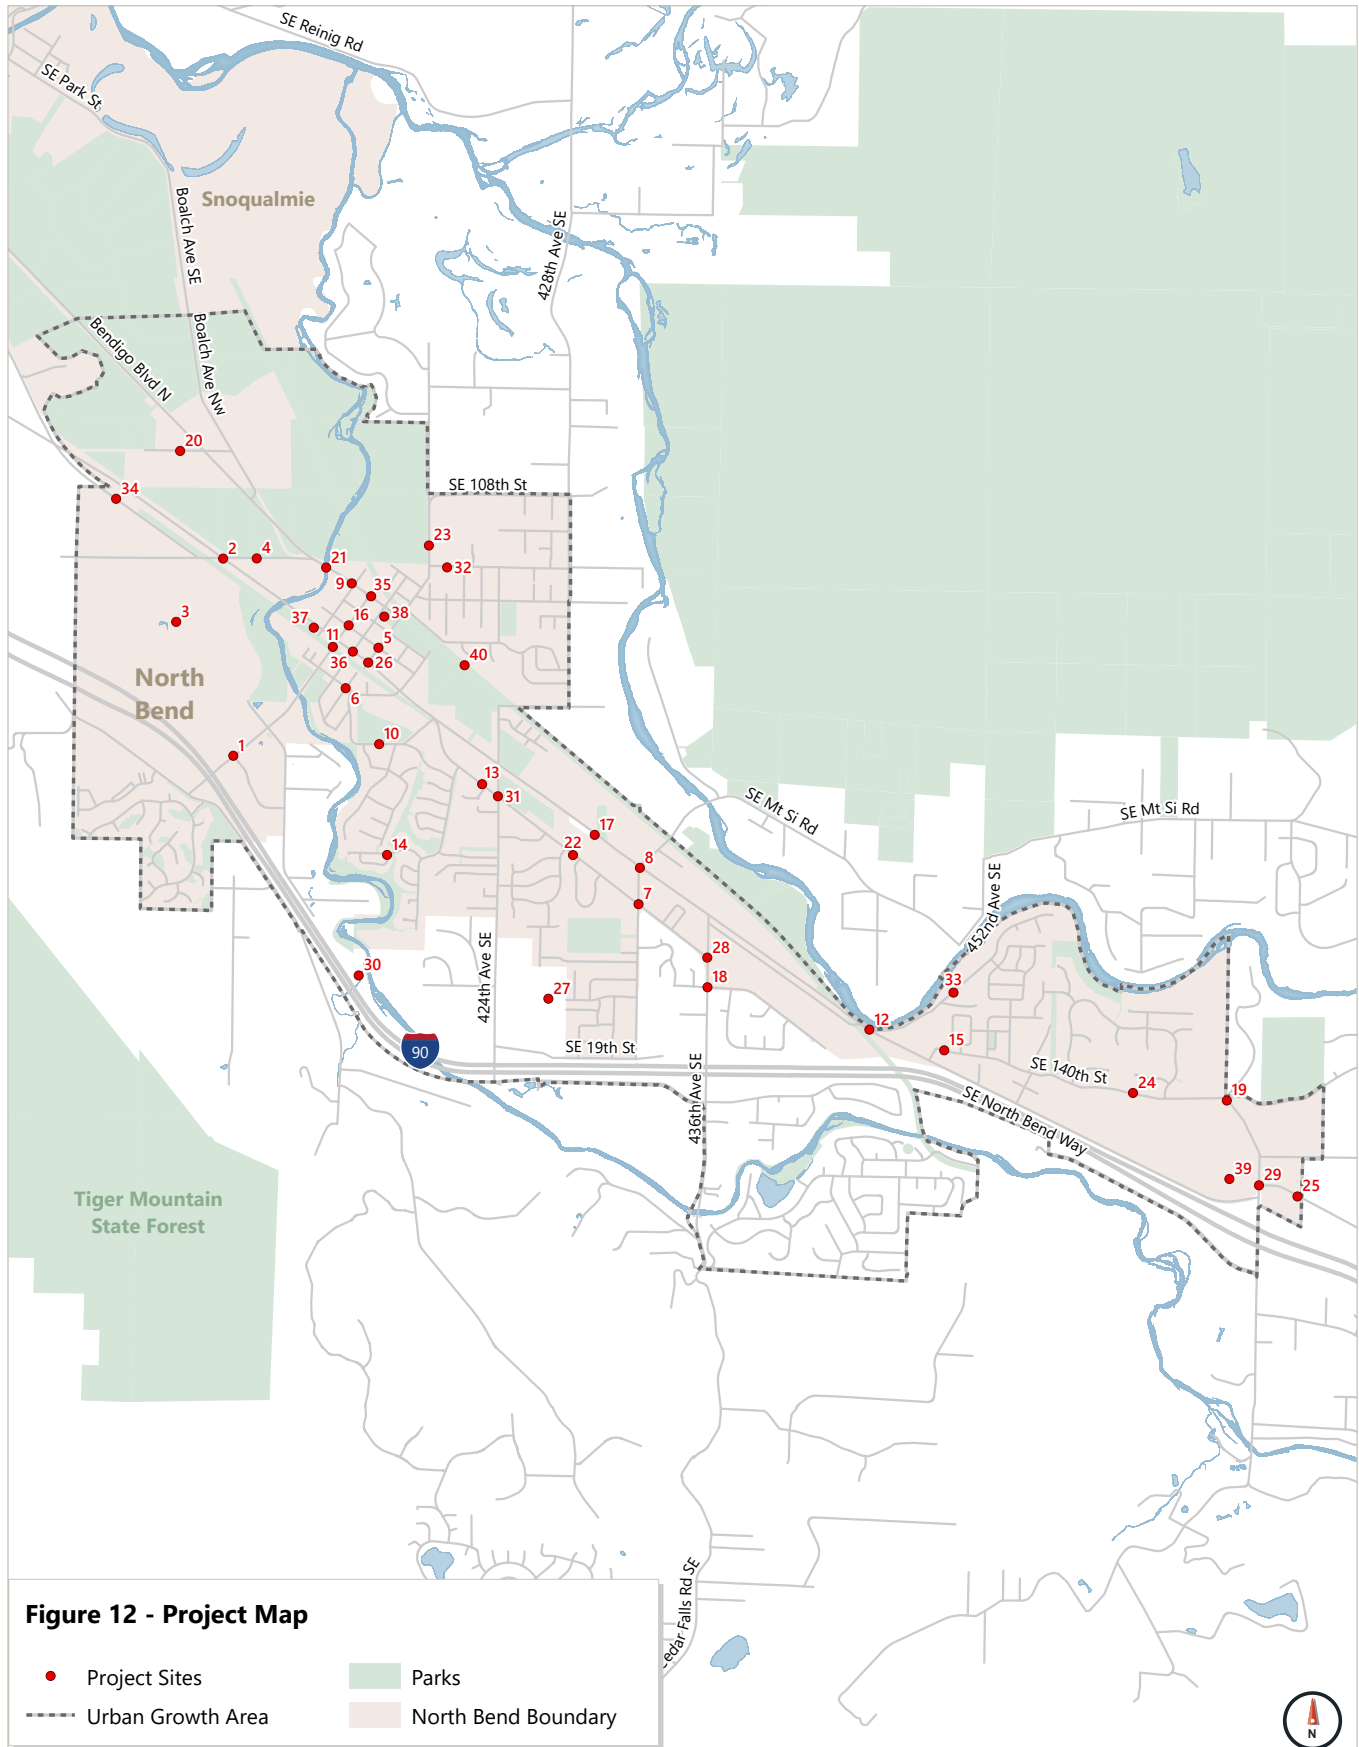 SE Reinig Rd
SE Park St
Snoqualmie
Boalch Ave SE
428th Ave SE
Bendigo Blvd N
Boalch Ave Nw
20
34
SE 108th St
23
2
4
21
32
9
35
3
37
16
38
11
5
36
26
40
North
Bend
6
1
10
13
31
SE Mt Si Rd
SE Mt Si Rd
17
14
22
8
7
452nd Ave SE
424th Ave SE
28
30
18
33
27
12
90
SE 19th St
15
436th Ave SE
SE 140th St
24
19
SE North Bend Way
39
29
25
Tiger Mountain
State Forest
edar Falls Rd SE
Figure 12 - Project Map
Project Sites
Parks
Urban Growth Area
North Bend Boundary
N